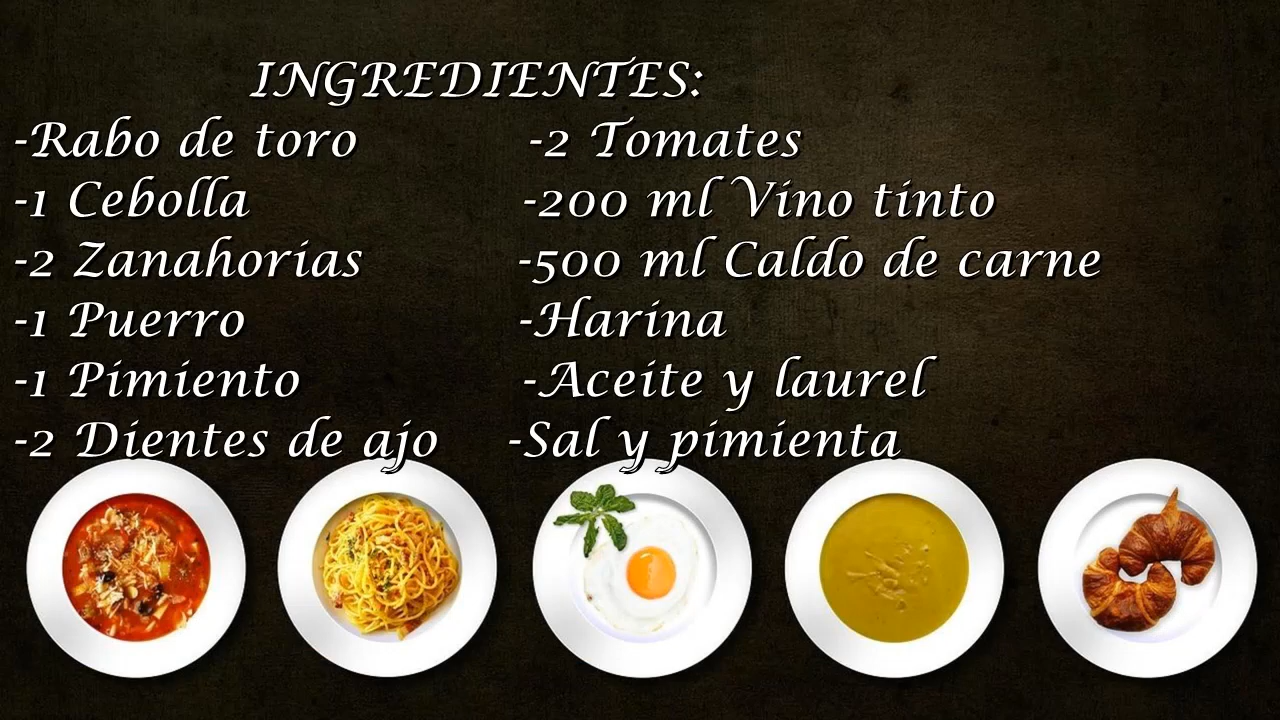 INGREDIENTES:
-Rabo de toro -2 Tomates
-1 Cebolla -200 ml Vino tinto
-2 Zanahorias -500 ml Caldo de carne
-1 Puerro -Harina
-1 Pimiento -Aceite y laurel
-2 Dientes de ajo -Sal y pimienta